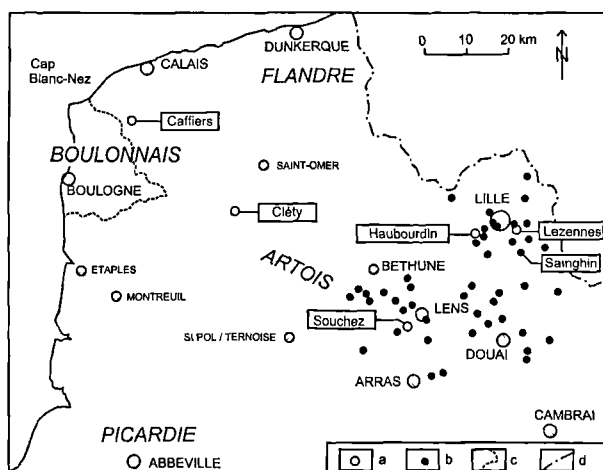 DUNKERQUE
0 10 20 km
Cap
Blanc-Nez
CALAIS
FLANDRE
N
Caffiers
BOULONNAIS
SAINT-OMER
BOULOGNE
LILLE
Cléty
Haubourdin
Lezennes
Sainghin
ARTOIS
BETHUNE
ETAPLES
MONTREUIL
LENS
Souchez
St POL / TERNOISE
DOUAI
ARRAS
CAMBRAI
PICARDIE
ABBEVILLE
a b c d